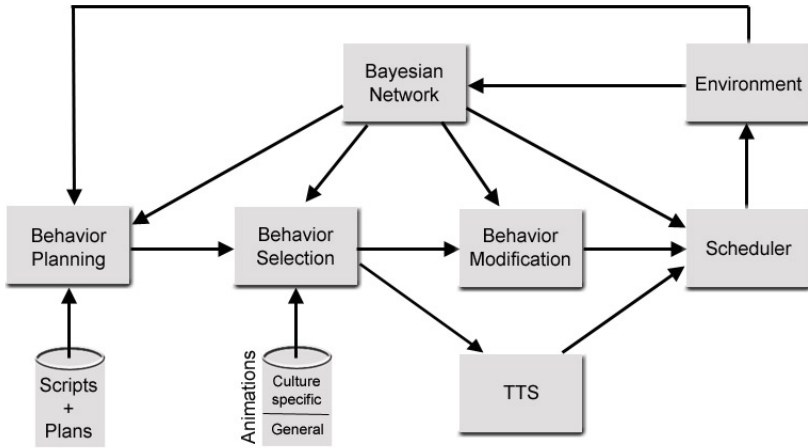 Bayesian
Network
Environment
Behavior
Planning
Behavior
Selection
Behavior
Modification
Scheduler
Scripts
+
Plans
Animations
Culture
specific
General
TTS